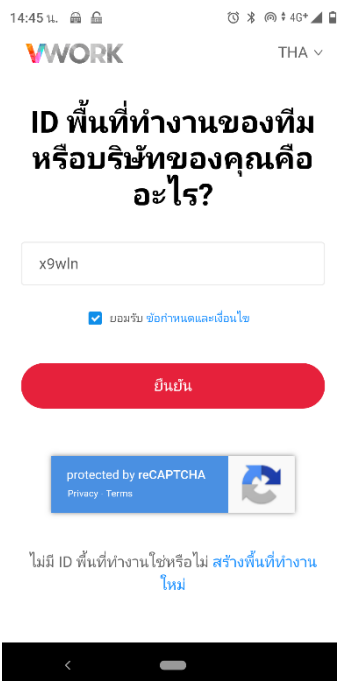 14:45 น. 4G+
VWORK
THA
ID พื้นที่ทำงานของทีม
หรือบริษัทของคุณคือ
อะไร?
x9wln
ยอมรับ ข้อกำหนดและเงื่อนไข
ยืนยัน
protected by reCAPTCHA
Privacy - Terms
ไม่มี ID พื้นที่ทำงานใช่หรือไม่ สร้างพื้นที่ทำงาน
ใหม่